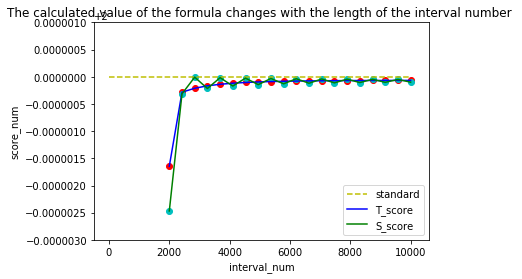 The calculated value of the formula changes with the length of the interval number
+2
0.0000010
0.0000005
0.0000000
−0.0000005
−0.0000010
−0.0000015
−0.0000020
−0.0000025
−0.0000030
score_num
0 2000 4000 6000 8000 10000
interval_num
standard
T_score
S_score